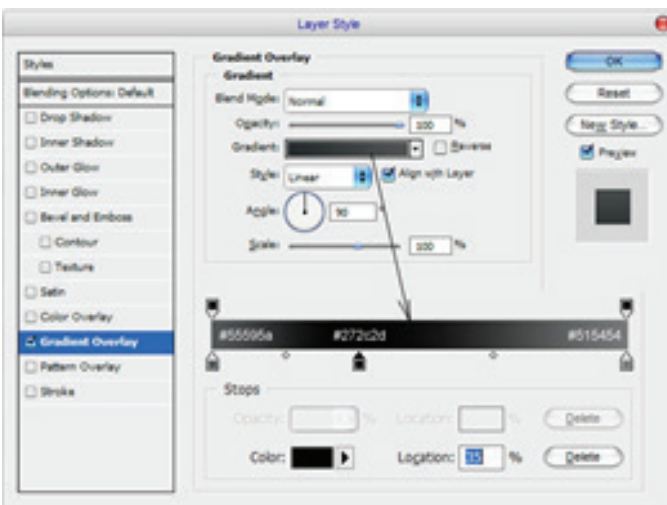 Layer Style
Styles
Blending Options: Default
Drop Shadow
Inner Shadow
Outer Glow
Inner Glow
Bevel and Emboss
Contour
Texture
Satin
Color Overlay
Gradient Overlay
Pattern Overlay
Stroke
Gradient Overlay
Gradient
Blend Mode: Normal
Opacity: 100 %
Gradient: Reverse
Style: Linear Align with Layer
Angle: 90 °
Scale: 100 %
#55595a #272c2d #515454
Stops
Opacity: % Location: % Delete
Color: Location: 35 % Delete
OK
Reset
New Style...
Preview